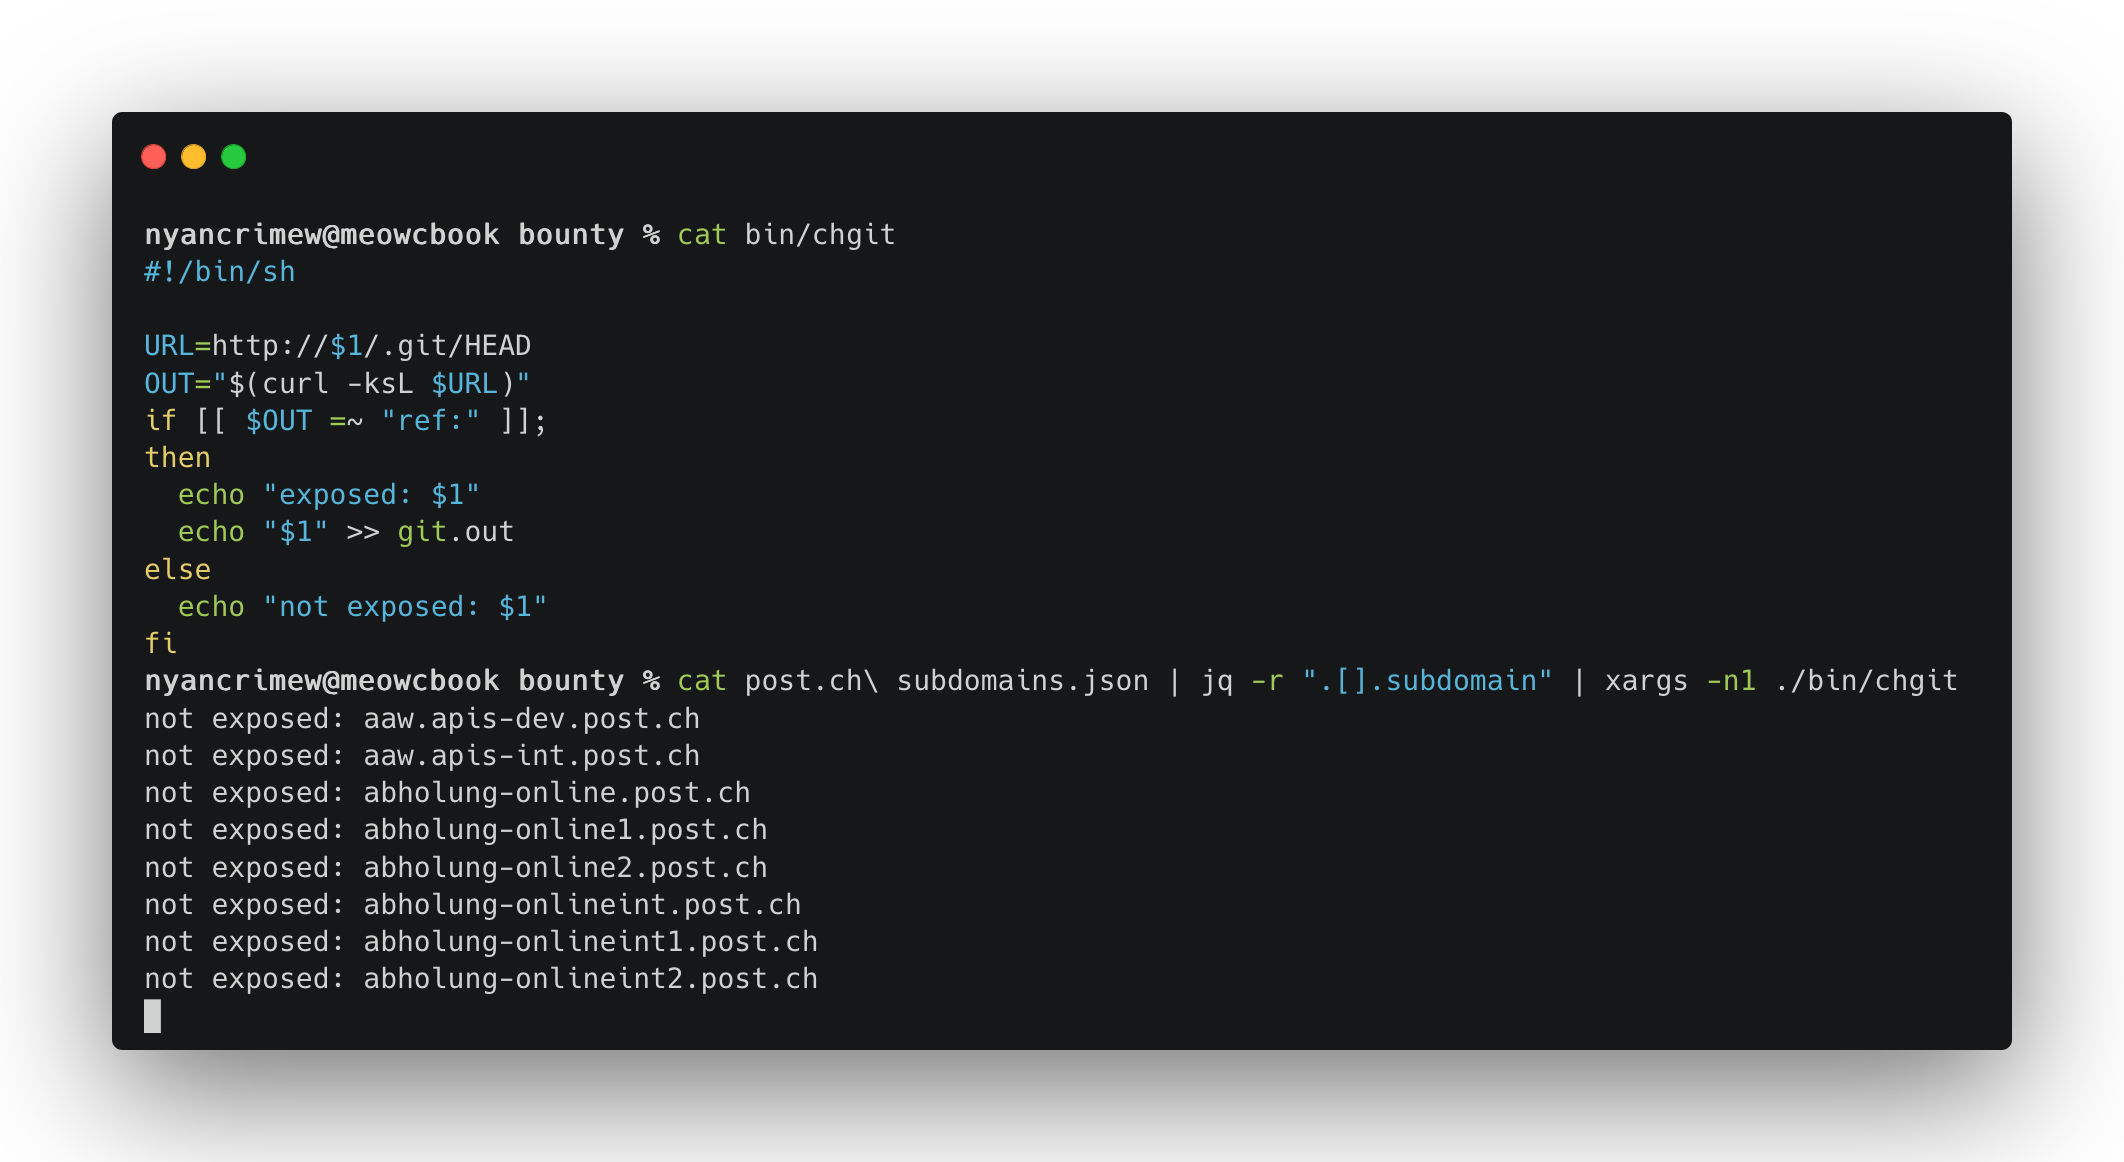 nyancrimew@meowcbook bounty % cat bin/chgit
#!/bin/sh

URL=http://$1/.git/HEAD
OUT="$(curl -ksL $URL)"
if [[ $OUT =~ "ref:" ]];
then
  echo "exposed: $1"
  echo "$1" >> git.out
else
  echo "not exposed: $1"
fi
nyancrimew@meowcbook bounty % cat post.ch\ subdomains.json | jq -r ".[].subdomain" | xargs -n1 ./bin/chgit
not exposed: aaw.apis-dev.post.ch
not exposed: aaw.apis-int.post.ch
not exposed: abholung-online.post.ch
not exposed: abholung-online1.post.ch
not exposed: abholung-online2.post.ch
not exposed: abholung-onlineint.post.ch
not exposed: abholung-onlineint1.post.ch
not exposed: abholung-onlineint2.post.ch